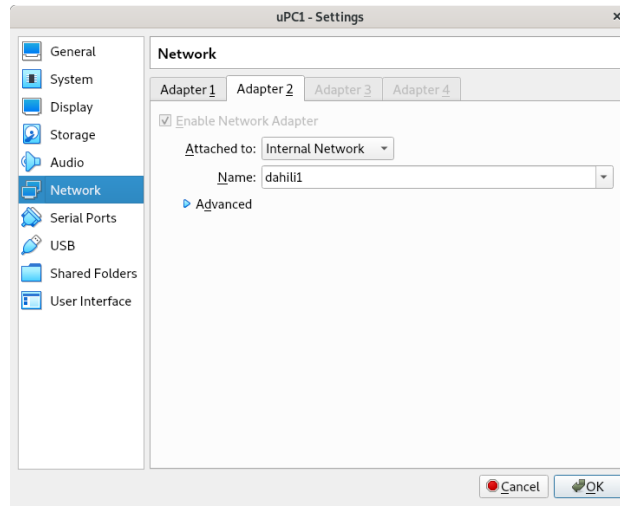 uPC1 - Settings
General
System
Display
Storage
Audio
Network
Serial Ports
USB
Shared Folders
User Interface
Network
Adapter 1 Adapter 2 Adapter 3 Adapter 4
Enable Network Adapter
Attached to: Internal Network
Name: dahili1
Advanced
Cancel OK